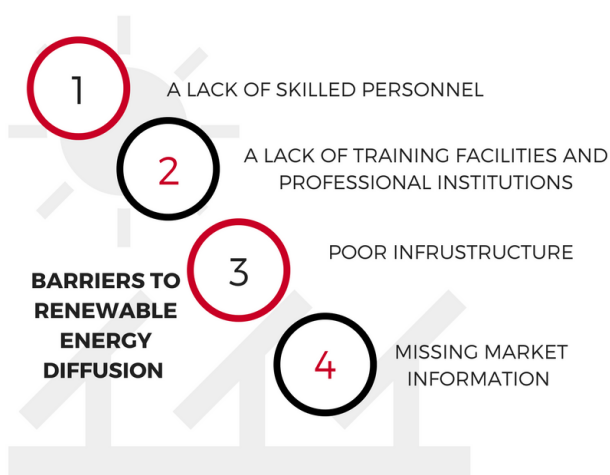 1
A LACK OF SKILLED PERSONNEL
2
A LACK OF TRAINING FACILITIES AND
PROFESSIONAL INSTITUTIONS
3
POOR INFRUSTRUCTURE
BARRIERS TO
RENEWABLE
ENERGY
DIFFUSION
4
MISSING MARKET
INFORMATION